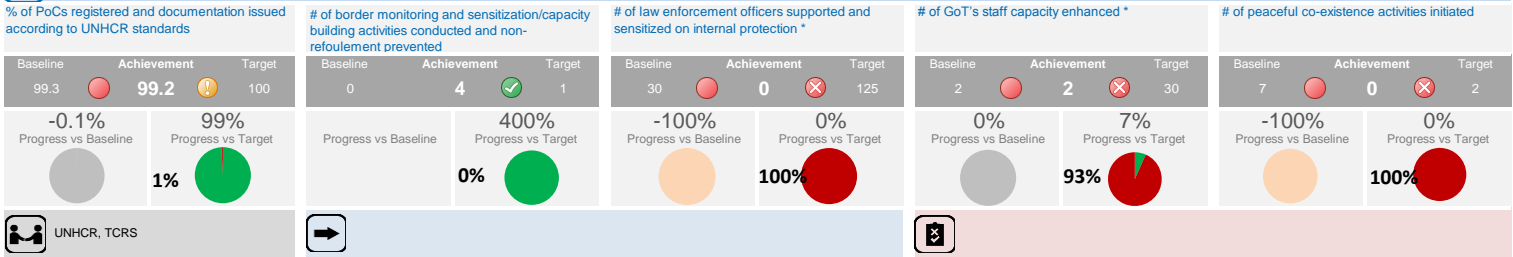 % of PoCs registered and documentation issued
according to UNHCR standards
Baseline Achievement Target
99.3 99.2 100
-0.1% 99%
Progress vs Baseline Progress vs Target
1%
UNHCR, TCRS
# of border monitoring and sensitization/capacity
building activities conducted and non-
refoulement prevented
Baseline Achievement Target
0 4 1
400%
Progress vs Baseline Progress vs Target
0%
# of law enforcement officers supported and
sensitized on internal protection *
Baseline Achievement Target
30 0 125
-100% 0%
Progress vs Baseline Progress vs Target
100%
# of GoT's staff capacity enhanced *
Baseline Achievement Target
2 2 30
0% 7%
Progress vs Baseline Progress vs Target
93%
# of peaceful co-existence activities initiated
Baseline Achievement Target
7 0 2
-100% 0%
Progress vs Baseline Progress vs Target
100%